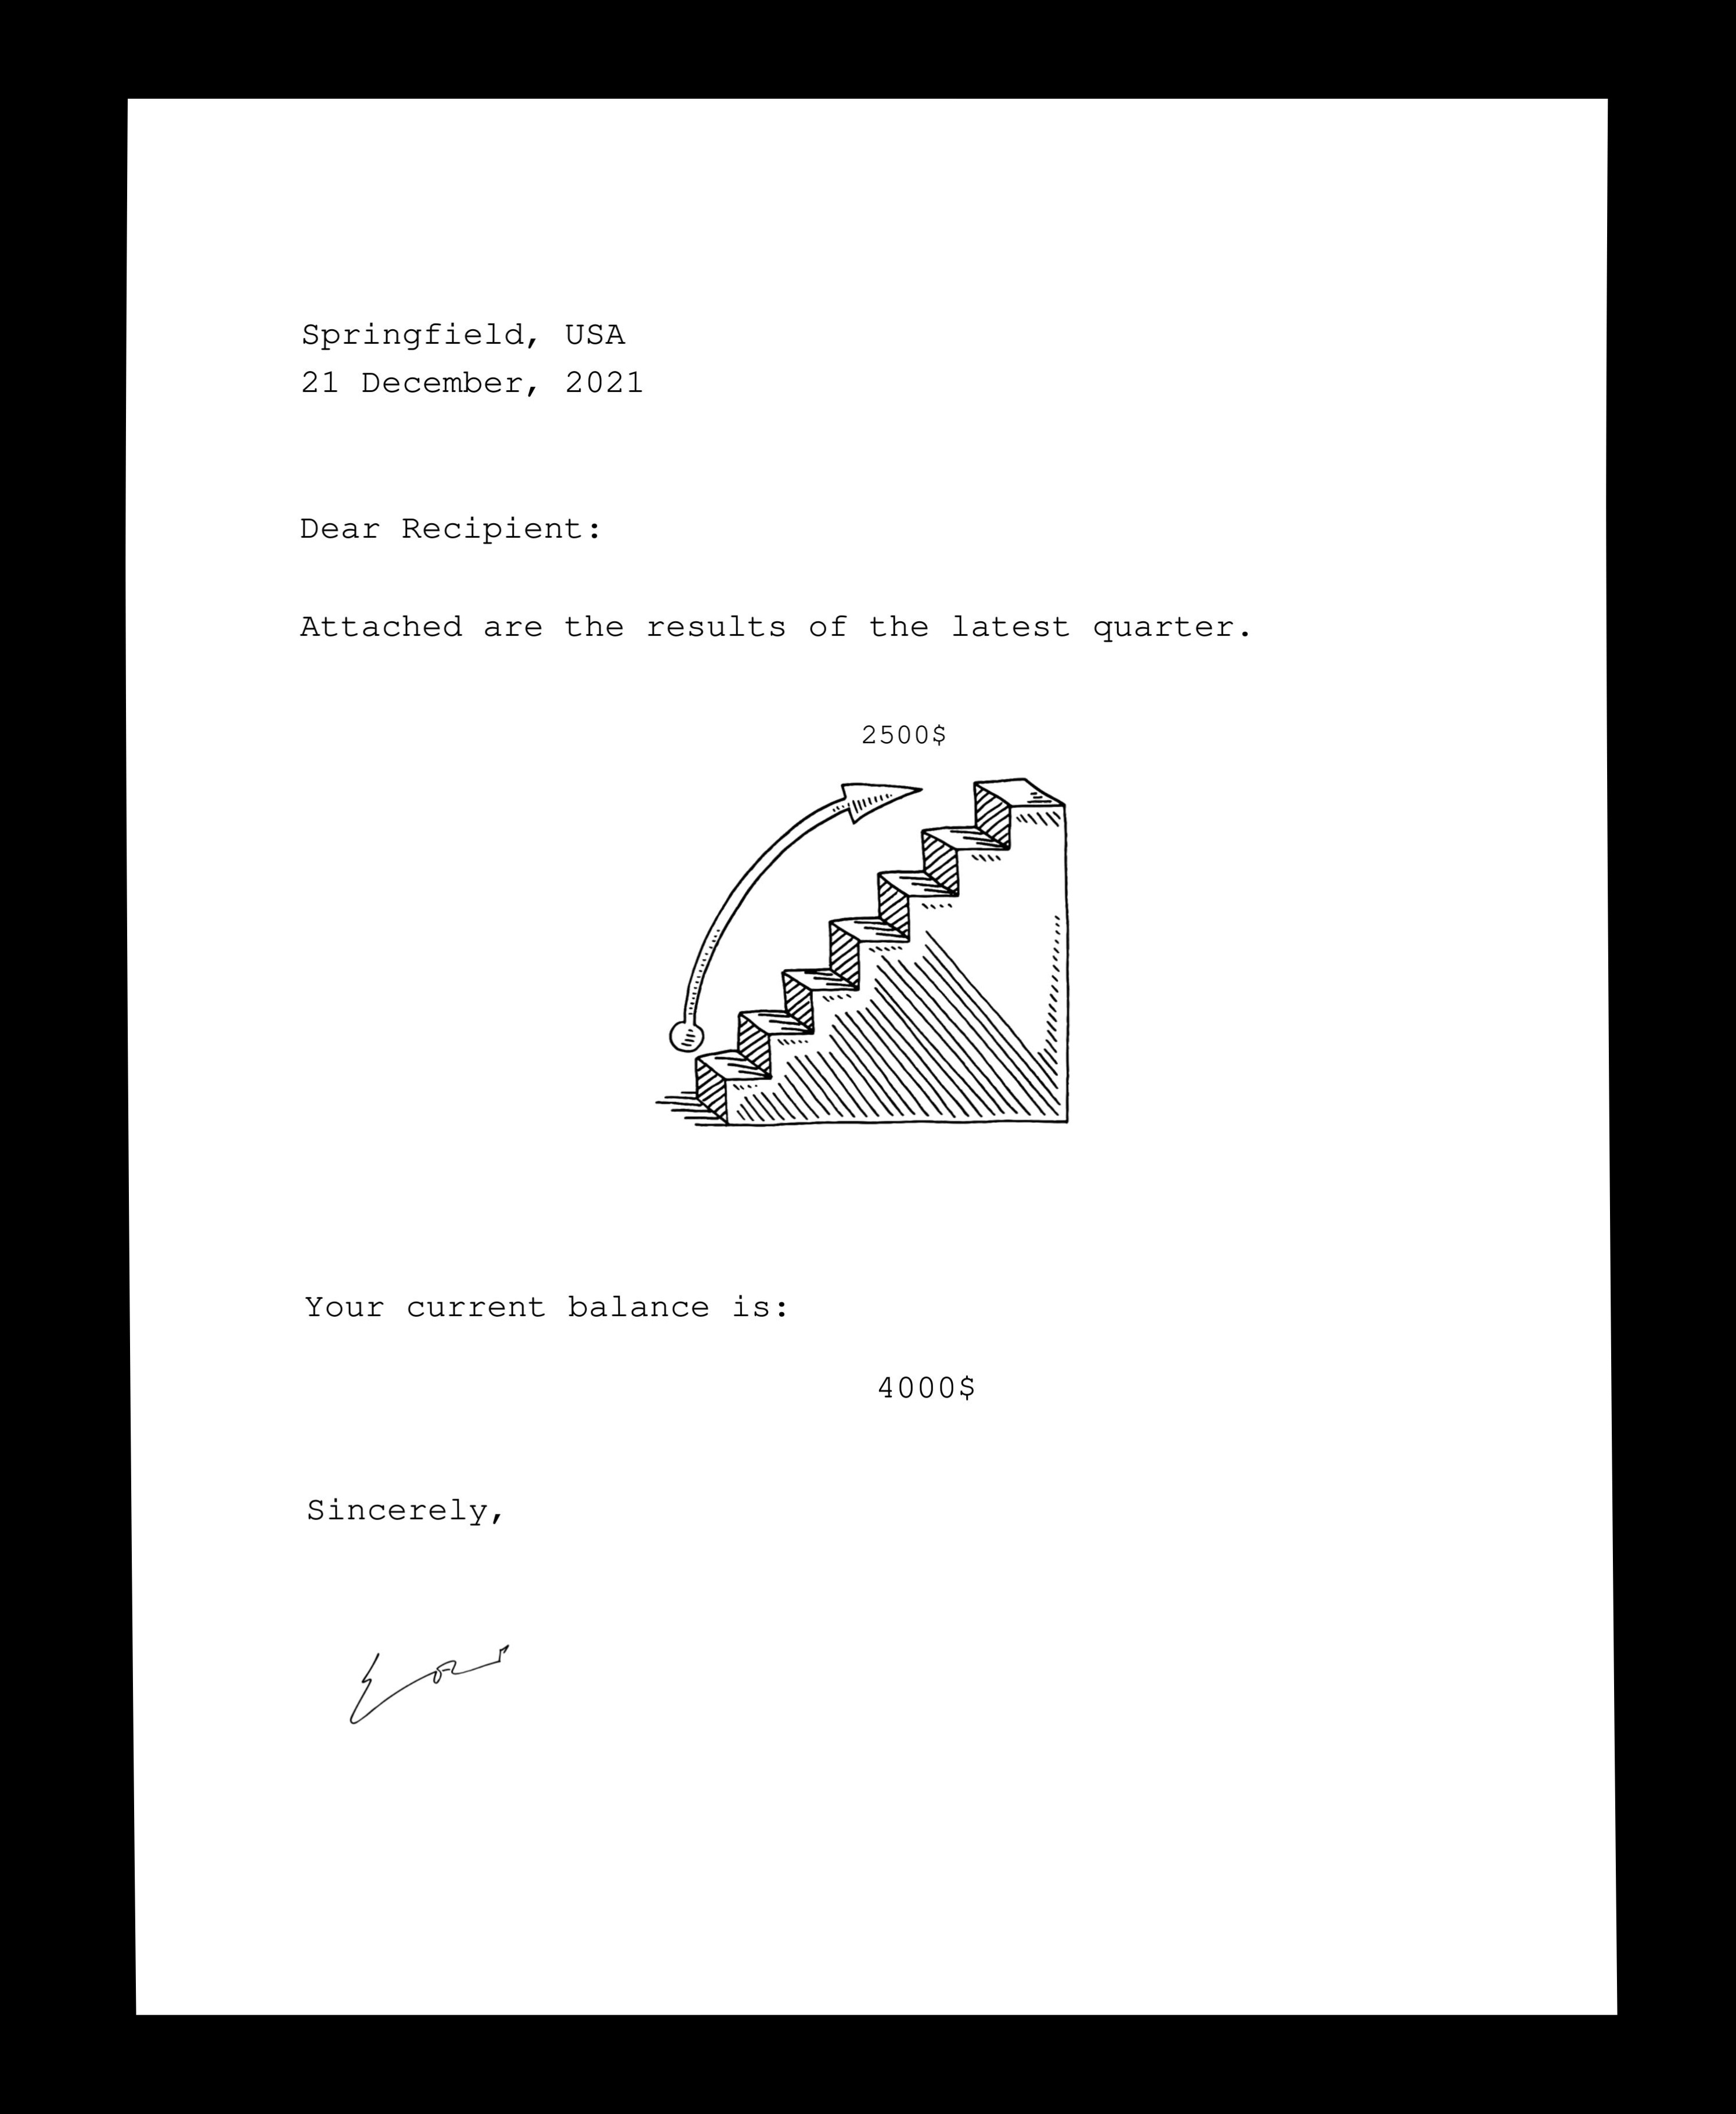 Springfield, USA
21 December, 2021
Dear Recipient:
Attached are the results of the latest quarter.
2500$
Your current balance is:
4000$
Sincerely,